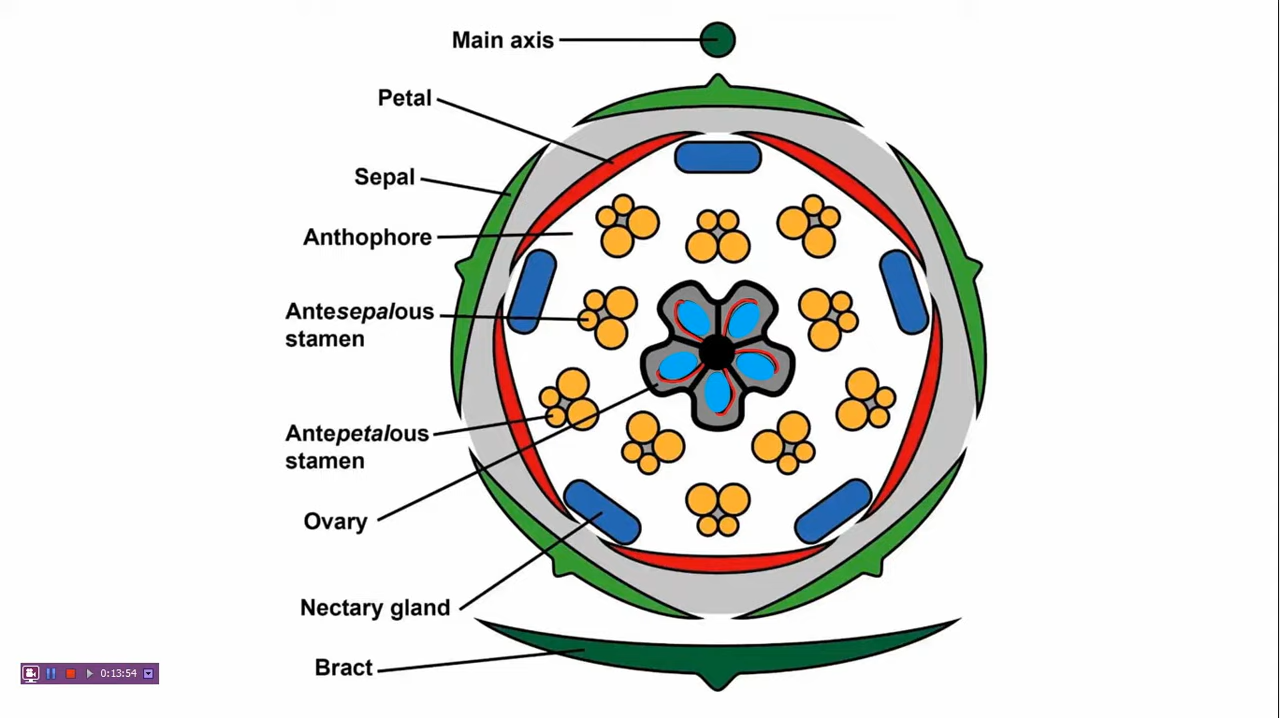 Main axis
Petal
Sepal
Anthophore
Antesepalous
stamen
Antepetalous
stamen
Ovary
Nectary gland
Bract
0:13:54